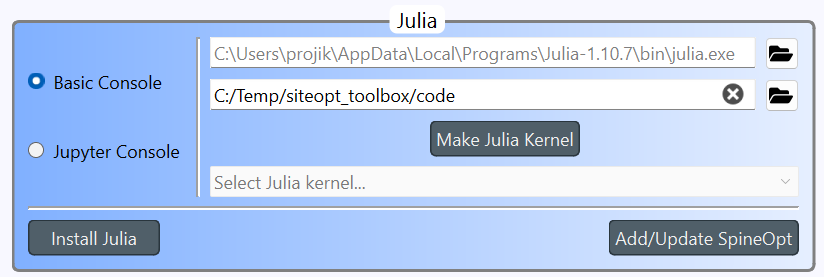 Julia
C:\Users\projik\AppData\Local\Programs\Julia-1.10.7\bin\julia.exe
Basic Console
C:/Temp/siteopt_toolbox/code
Make Julia Kernel
Jupyter Console
Select Julia kernel...
Install Julia
Add/Update SpineOpt